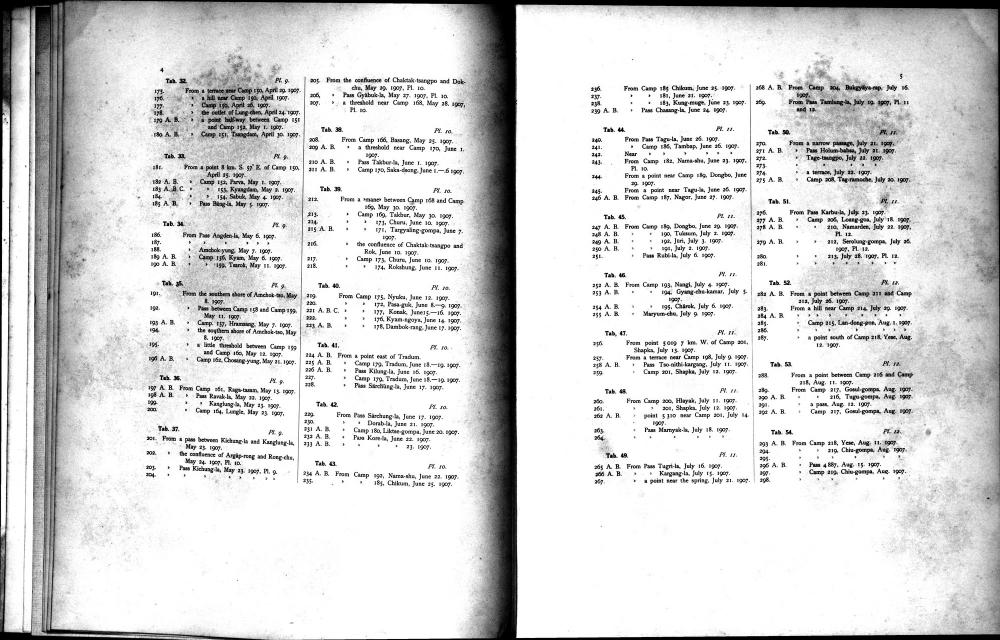 4
Tab. 32. Pl. 9.
175. From a terrace near Camp 150, April 29. 1907.
176. » a hill near Camp 150, April 1907.
177. » Camp 150, April 26. 1907.
178. » the outlet of Lung-chen, April 24. 1907.
179 A. B. » a point halfway between Camp 151
and Camp 152, May 1. 1907.
180 A. B. » Camp 151, Tsangdam, April 30. 1907.
Tab. 33. Pl. 9.
181. From a point 8 km. S. 57° E. of Camp 150,
April 25. 1907.
182 A. B. » Camp 152, Parva, May 1. 1907.
183 A. B. C. » » 153, Kyangdam, May 2. 1907.
184. » » 154, Sabuk, May 4. 1907.
185 A. B. » Pass Bång-la, May 5. 1907.
Tab. 34. Pl. 9.
186. From Pass Angden-la, May 6. 1907.
187. » » » » »
188. » Amchok-yung, May 7. 1907.
189 A. B. » Camp 156, Kyam, May 6. 1907.
190 A. B. » » 159, Tsarok, May 11. 1907.
Tab. 35. Pl. 9.
191. From the southern shore of Amchok-tso, May
8. 1907.
192. » Pass between Camp 158 and Camp 159,
May 11. 1907.
193 A. B. » Camp 157, Hramsang, May 7. 1907.
194. » the southern shore of Amchok-tso, May
8. 1907.
195. » a little threshold between Camp 159
and Camp 160, May 12. 1907.
196 A. B. » Camp 162, Chosang-yung, May 21. 1907.
Tab. 36. Pl. 9.
197 A. B. From Camp 161, Raga-tasam, May 13. 1907.
198 A. B. » Pass Ravak-la, May 22. 1907.
199. » Kanglung-la, May 23. 1907.
200. » Camp 164, Lungle, May 23. 1907.
Tab. 37. Pl. 9.
201. From a pass between Kichung-la and Kanglung-la,
May 23. 1907.
202. » the confluence of Argáp-rong and Rong-chu,
May 24. 1907, Pl. 10.
203. » Pass Kichung-la, May 23. 1907, Pl. 9.
204. » » » » » » »
205. From the confluence of Chaktak-tsangpo and Dok-
chu, May 29. 1907, Pl. 10.
206. » Pass Gyåbuk-la, May 27. 1907, Pl. 10.
207. » a threshold near Camp 168, May 28. 1907,
Pl. 10.
Tab. 38. Pl. 10.
208. From Camp 166, Basang, May 25. 1907.
209. » a threshold near Camp 170, June 1.
1907.
210 A. B. » Pass Takbur-la, June 1. 1907.
211 A. B. » Camp 170, Saka-dsong, June 1.—6 1907.
Tab. 39. Pl. 10.
212. From a »mane» between Camp 168 and Camp
169, May 30. 1907.
213. » Camp 169, Takbur, May 30. 1907.
214. » » 173, Churu, June 10. 1907.
215 A. B. » » 171, Targyaling-gompa, June 7.
1907.
216. » the confluence of Chaktak-tsangpo and
Rok, June 10. 1907.
217. » Camp 173, Churu, June 10. 1907.
218. » » 174, Rokshung, June 11. 1907.
Tab. 40. Pl. 10.
219. From Camp 175, Nyuku, June 12. 1907.
220. » » 172, Pasa-guk, June 8.—9. 1907.
221 A. B. C. » » 177, Konak, June 15.—16. 1907.
222. » » 176, Kyam-ngoya, June 14. 1907.
223 A. B. » » 178, Dambok-rang, June 17. 1907.
Tab. 41. Pl. 10.
224 A. B. From a point east of Tradum.
225 A. B. » Camp 179, Tradum, June 18.—19. 1907.
226 A. B. » Pass Kilung-la, June 16. 1907.
227. » Camp 179, Tradum, June 18.—19. 1907.
228. » Pass Sårchung-la, June 17. 1907.
Tab. 42. Pl. 10.
229. From Pass Sårchung-la, June 17. 1907.
230. » Dorab-la, June 21. 1907.
231 A. B. » Camp 180, Liktse-gompa, June 20. 1907.
232 A. B. » Pass Kore-la, June 22. 1907.
233 A. B. » » » » 23. 1907.
Tab. 43. Pl. 10.
234 A. B. From Camp 192, Nama-shu, June 22. 1907.
235. » » 185, Chikum, June 25. 1907.
5
236. From Camp 185 Chikum, June 25. 1907.
237. » » 181, June 21. 1907.
238. » » 183, Kung-muge, June 23. 1907.
239 A. B. » Pass Chasang-la, June 24. 1907.
Tab. 44. Pl. 11.
240. From Pass Tagu-la, June 26. 1907.
241. » Camp 186, Tambap, June 26. 1907.
242. Near » » » » »
243. From Camp 182, Nama-shu, June 23. 1907,
Pl. 10.
244. From a point near Camp 189, Dongbo, June
29. 1907.
245. From a point near Tagu-la, June 26. 1907.
246 A. B. From Camp 187, Nagor, June 27. 1907.
Tab. 45. Pl. 11.
247 A. B. From Camp 189, Dongbo, June 29. 1907.
248 A. B. » » 190, Tuksum, July 2. 1907.
249 A. B. » » 192, Juri, July 3. 1907.
250 A. B. » » 191, July 2. 1907.
251. » Pass Rubi-la, July 6. 1907.
Tab. 46. Pl. 11.
252 A. B. From Camp 193, Nangi, July 4. 1907.
253 A. B. » » 194, Gyang-chu-kamar, July 5.
1907.
254 A. B. » » 195, Chärok, July 6. 1907.
255 A. B. » Maryum-chu, July 9. 1907.
Tab. 47. Pl. 11.
256. From point 5019 7 km. W. of Camp 201,
Shapka, July 13. 1907.
257. From a terrace near Camp 198, July 9 1907.
258 A. B. » Pass Tso-nithi-kargang, July 11. 1907.
259. » Camp 201, Shapka, July 12. 1907.
Tab. 48. Pl. 11.
260. From Camp 200, Hlayak, July 11. 1907.
261. » » 201, Shapka, July 12. 1907.
262 A. B. » point 5310 near Camp 201, July 14.
1907.
263. » Pass Marnyak-la, July 18. 1907.
264. » » » » »
Tab. 49. Pl. 11.
265 A. B. From Pass Tugri-la, July 16. 1907.
266 A. B. » Kargang-la, July 15. 1907.
267. » a point near the spring, July 21. 1907.
268 A. B. From Camp 204, Bukgyäya-rap, July 16.
1907.
269. From Pass Tamlung-la, July 19. 1907, Pl. 11
and 12.
Tab. 50. Pl. 11.
270. From a narrow passage, July 21. 1907.
271 A. B. » Pass Holum-babsa, July 21. 1907.
272. » Tage-tsangpo, July 22. 1907.
273. » » »
274. » a terrace, July 22. 1907.
275 A. B. » Camp 208, Tag-ramoche, July 20. 1907.
Tab. 51. Pl. 11.
276. From Pass Karbu-la, July 23. 1907.
277 A. B. » Camp 206, Loang-goa, July 18. 1907.
278 A. B. » » 210, Namarden, July 22. 1907,
Pl. 12.
279 A. B. » » 212, Serolung-gompa, July 26.
1907, Pl. 12.
280. » » 213, July 28. 1907, Pl. 12.
281. » » » » » »
Tab. 52. Pl. 12.
282 A. B. From a point between Camp 211 and Camp
212, July 26. 1907.
283. From a hill near Camp 214, July 29. 1907.
284 A. B. » » » » » » »
285. » Camp 215, Lan-dong-goa, Aug. 1. 1907.
286. » » » » »
287. » a point south of Camp 218, Yese, Aug.
12. 1907.
Tab. 53. Pl. 12.
288. From a point between Camp 216 and Camp
218, Aug. 11. 1907.
289. From Camp 217, Gosul-gompa, Aug. 1907.
290 A. B. » » 216, Tugu-gompa, Aug. 1907.
291. » a pass, Aug. 12. 1907.
292 A. B. » Camp 217, Gosul-gompa, Aug. 1907.
Tab. 54. Pl. 12.
293 A. B. From Camp 218, Yese, Aug. 11. 1907.
294. » » 219, Chiu-gompa, Aug. 1907.
295. » » » »
296 A. B. » Pass 4887, Aug. 15. 1907.
297. » Camp 219, Chiu-gompa, Aug. 1907.
298. » » » » »